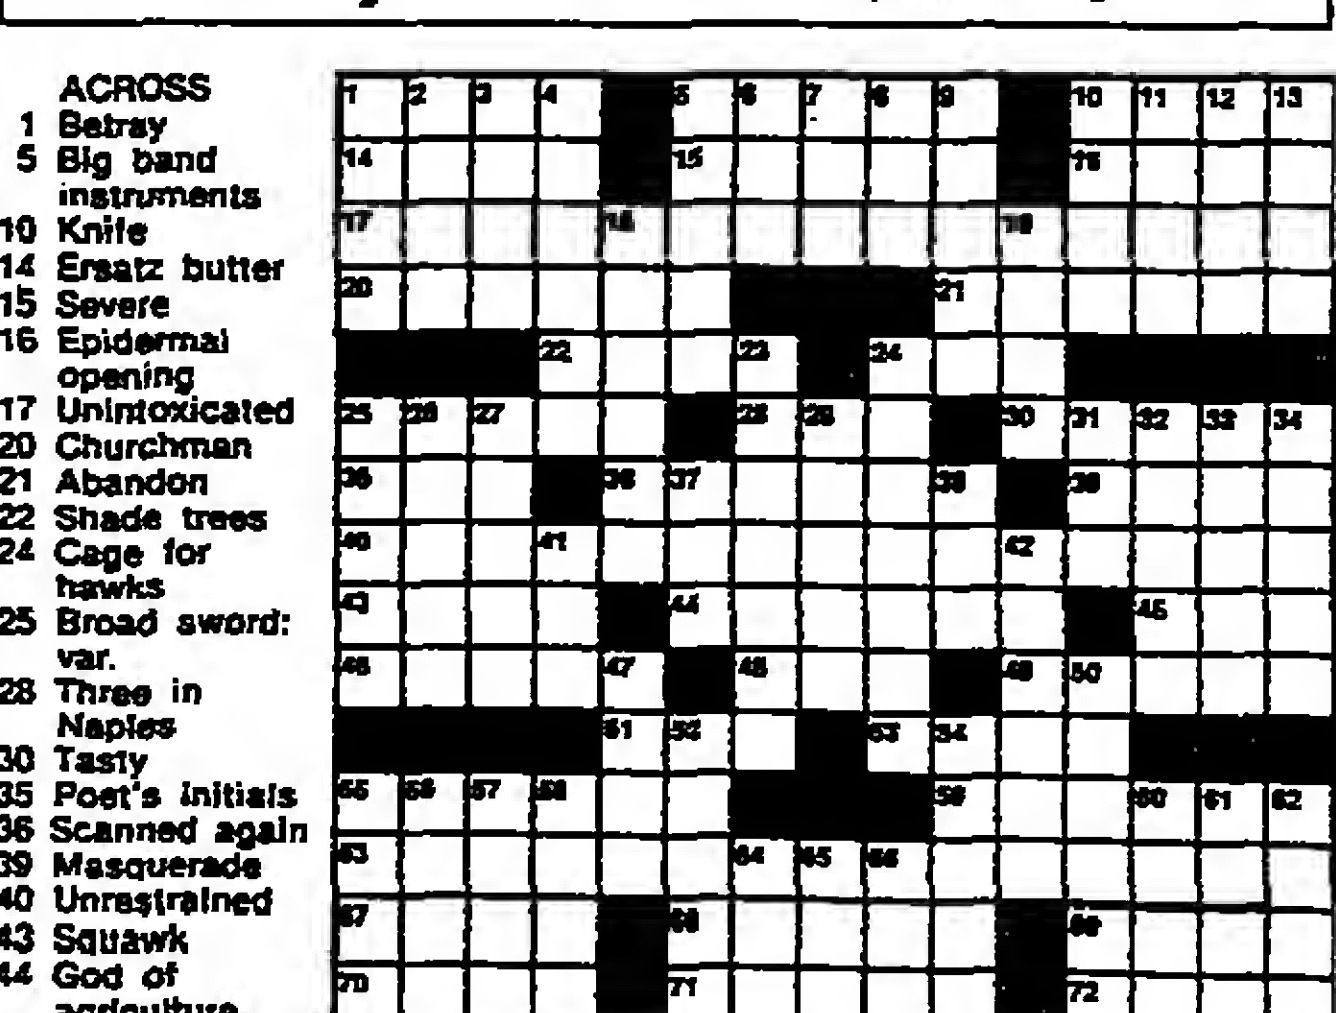 ACROSS
1 Betray
5 Big band
instruments
10 Knife
14 Ersatz butter
15 Severe
16 Epidermal
opening
17 Unintoxicated
20 Churchman
21 Abandon
22 Shade trees
24 Cage for
hawks
25 Broad sword:
var.
28 Three in
Naples
30 Tasty
35 Poet's initials
36 Scanned again
39 Masquerade
40 Unrestrained
43 Squawk
44 God of
agriculture
1 2 3 4 5 6 7 8 9 10 11 12 13
14 15 16
17 18 19
20 21
22 23 24
25 26 27 28 29 30 31 32 33 34
35 36 37 38 39
40 41 42
43 44 45
46 47 48 49 50
51 52 53 54
55 56 57 58 59 60 61 62
63 64 65 66
67 68 69
70 71 72